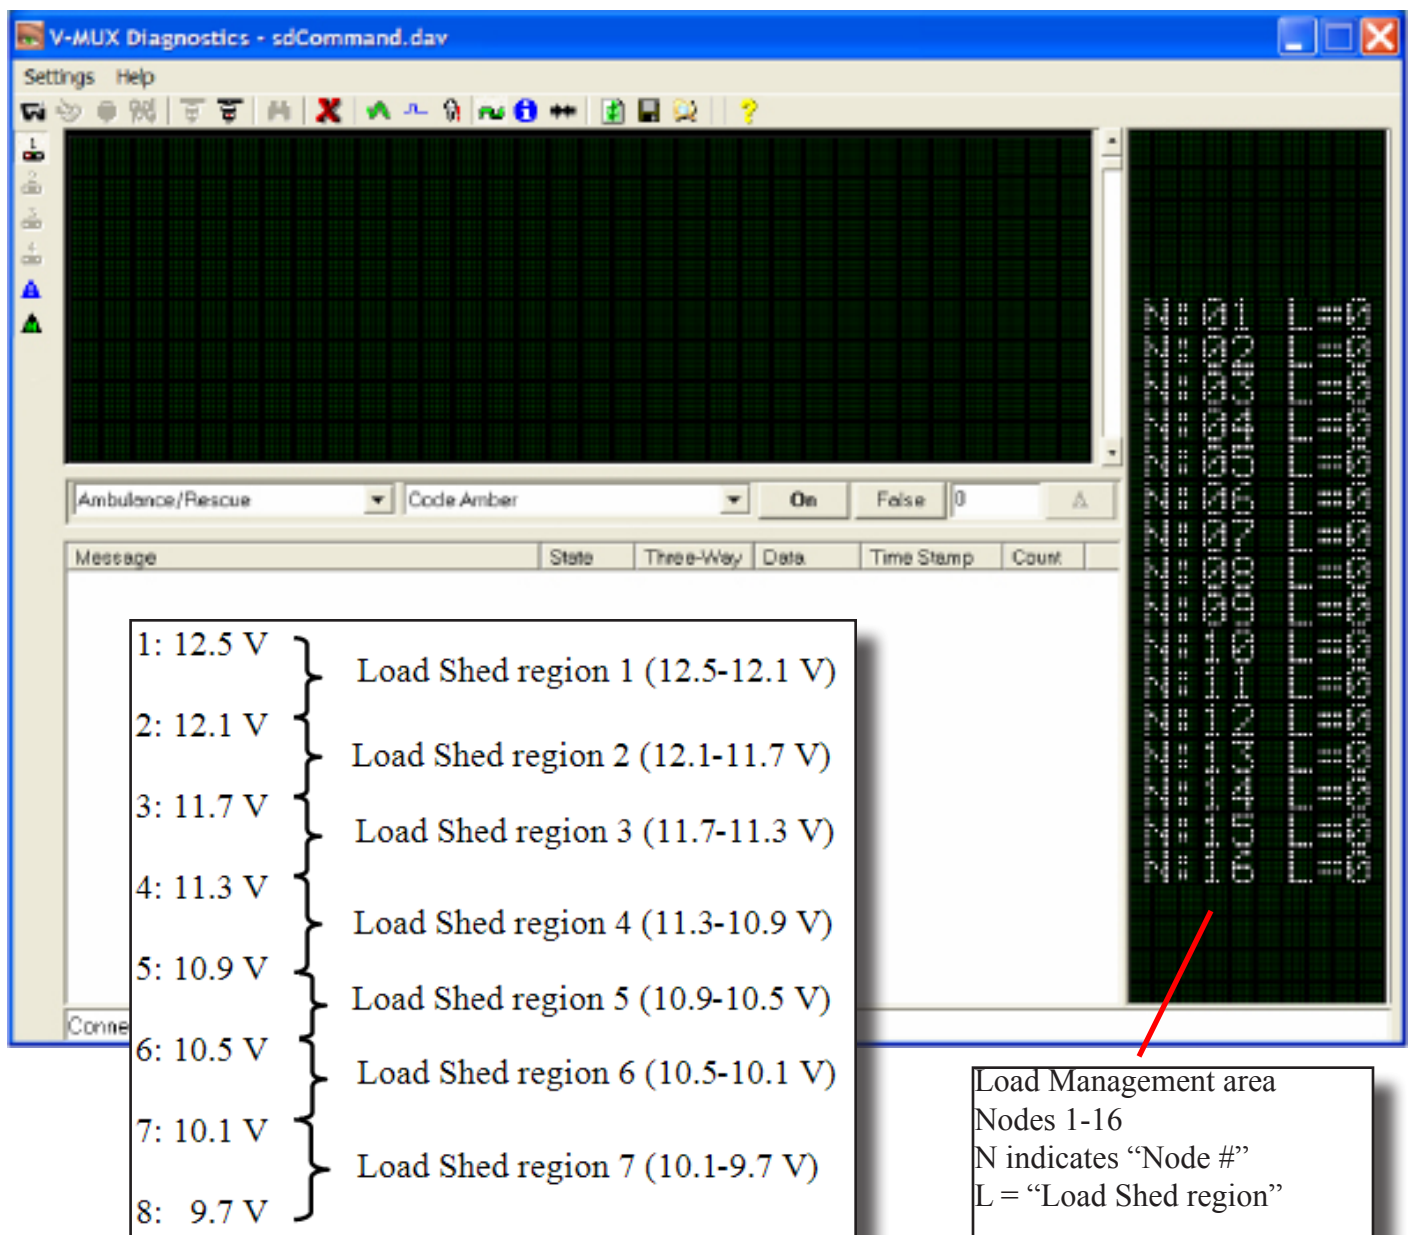 V-MUX Diagnostics - sdCommand.dav
Settings Help
1
2
3
4
N:01 L=0
N:02 L=0
N:03 L=0
N:04 L=0
N:05 L=0
N:06 L=0
N:07 L=0
N:08 L=0
N:09 L=0
N:10 L=0
N:11 L=0
N:12 L=0
N:13 L=0
N:14 L=0
N:15 L=0
N:16 L=0
Ambulance/Rescue Code Amber On False 0 A
Message State Three-Way Data Time Stamp Count
1: 12.5 V
Load Shed region 1 (12.5-12.1 V)
2: 12.1 V
Load Shed region 2 (12.1-11.7 V)
3: 11.7 V
Load Shed region 3 (11.7-11.3 V)
4: 11.3 V
Load Shed region 4 (11.3-10.9 V)
5: 10.9 V
Load Shed region 5 (10.9-10.5 V)
6: 10.5 V
Load Shed region 6 (10.5-10.1 V)
7: 10.1 V
Load Shed region 7 (10.1-9.7 V)
8: 9.7 V
Conne
Load Management area
Nodes 1-16
N indicates “Node #”
L = “Load Shed region”